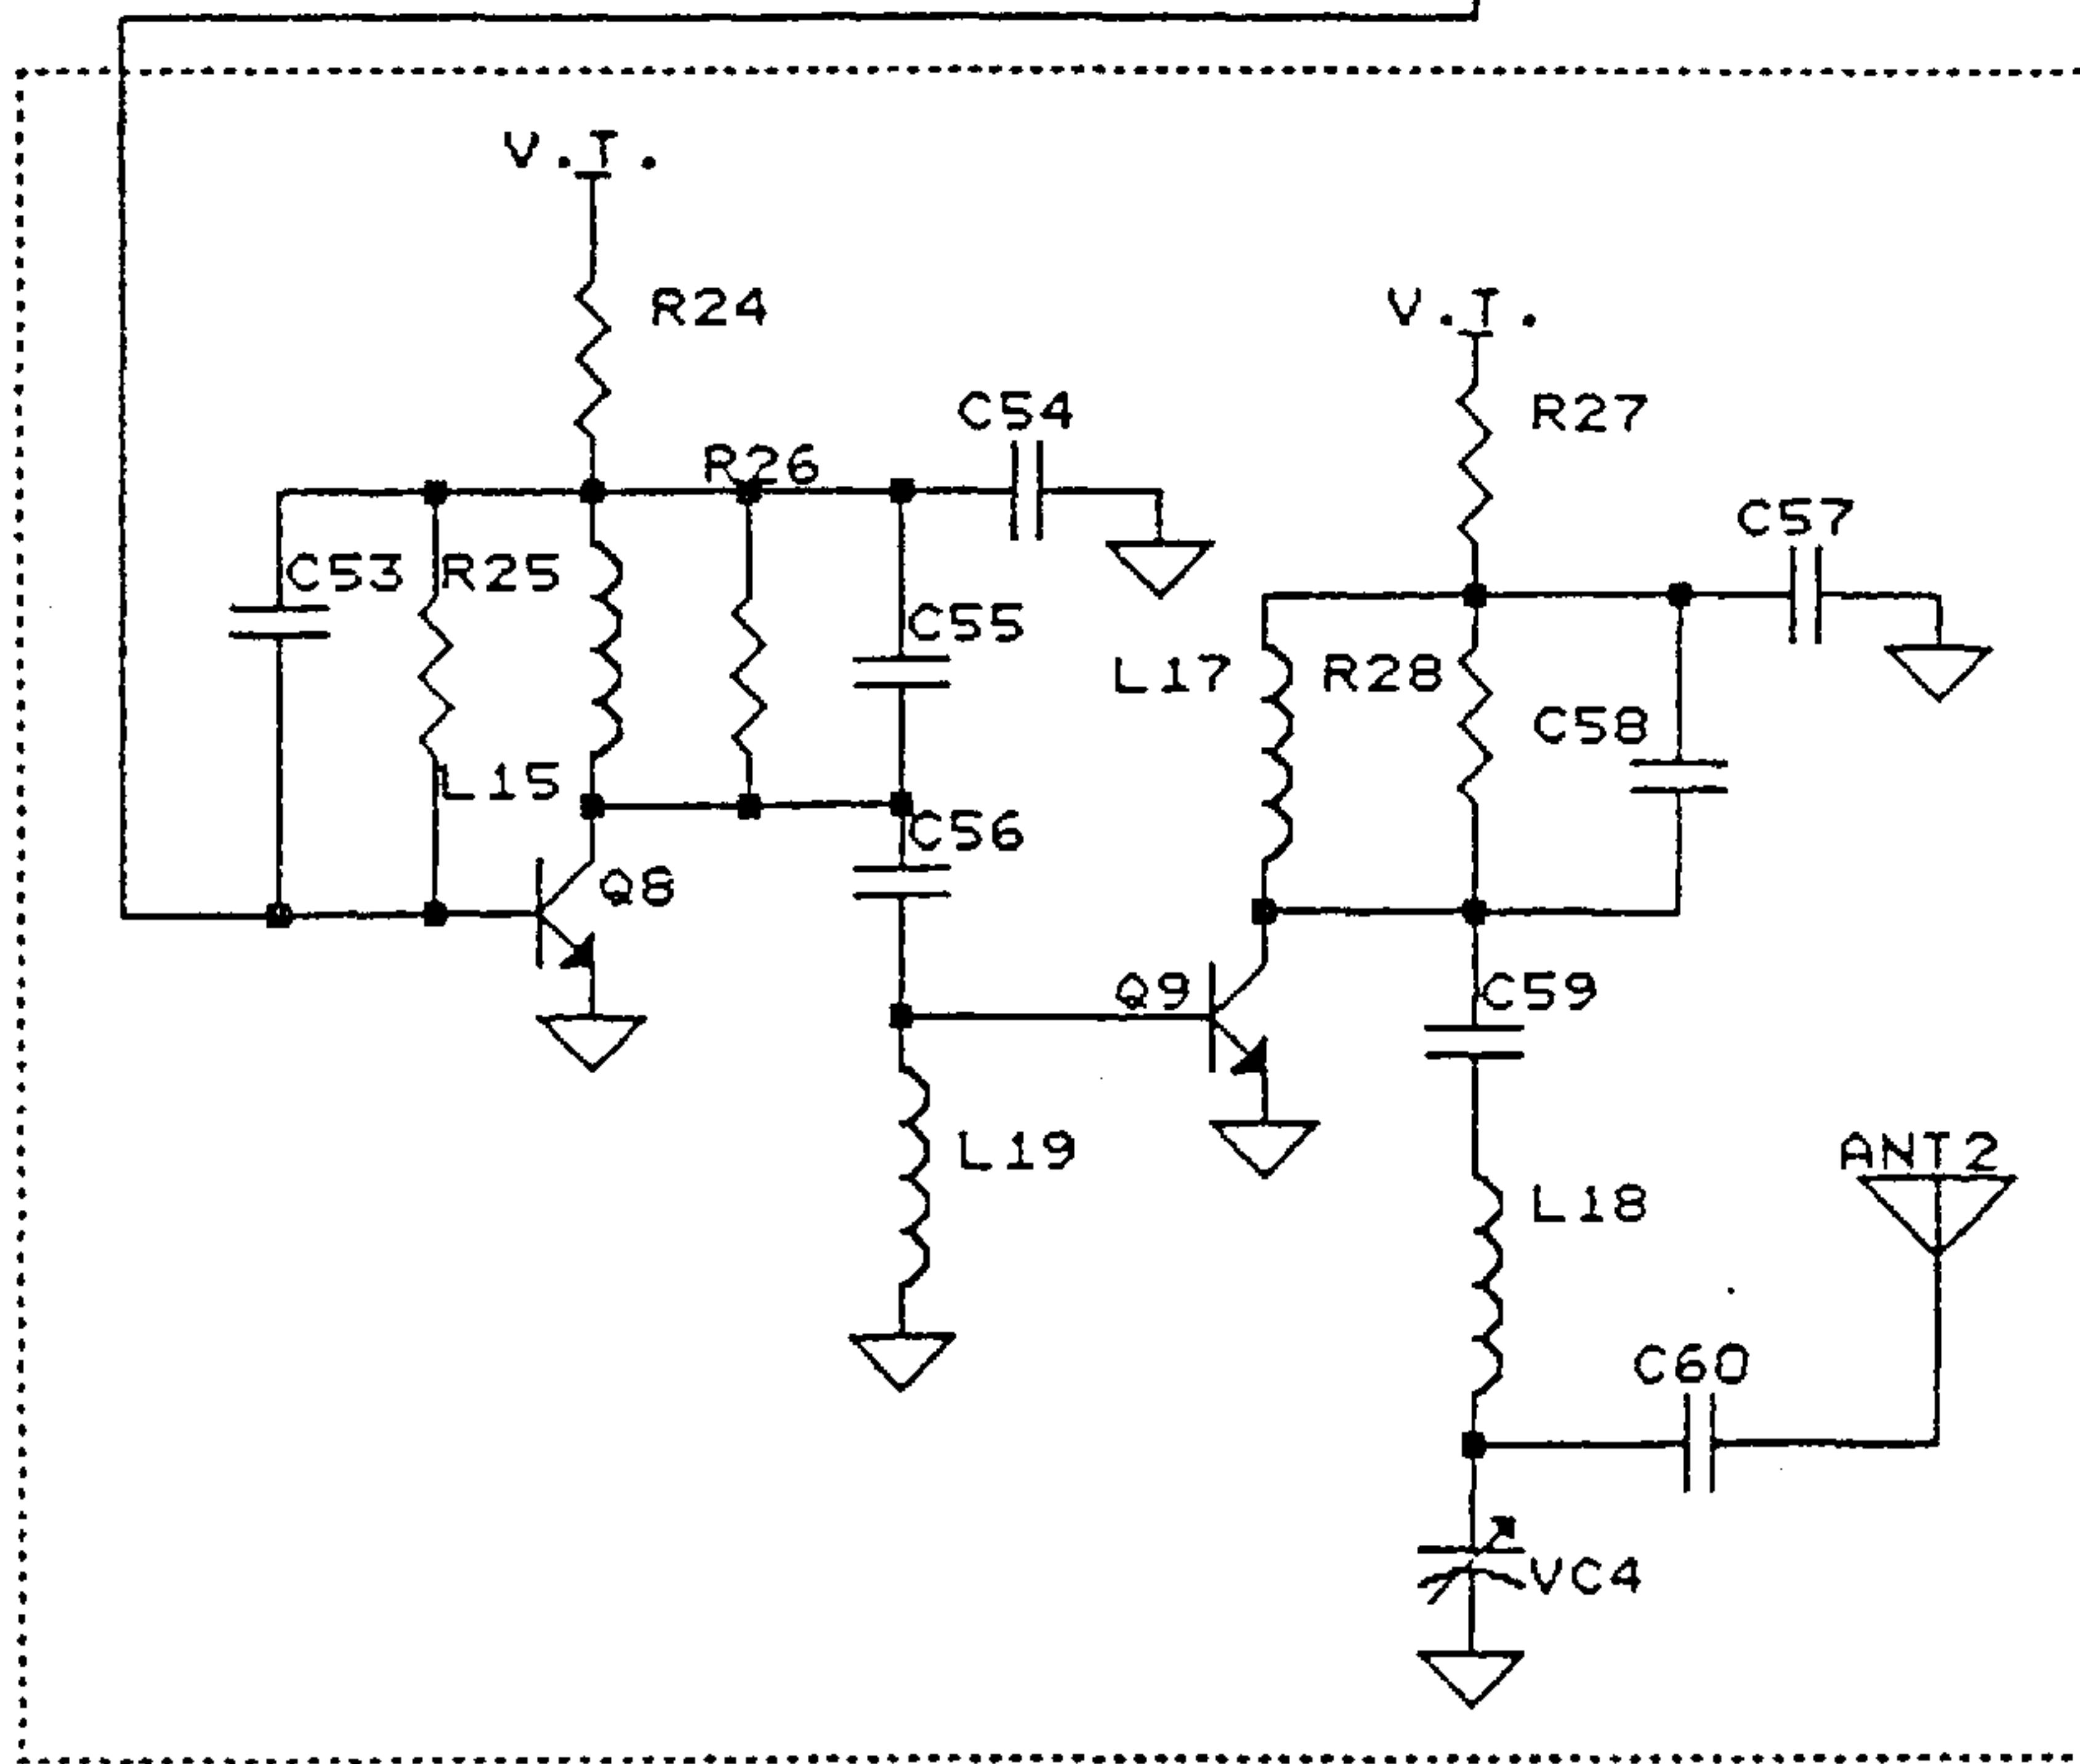 V.T.
R24
V.T.
C54
R27
R26
C57
C53
R25
C55
L17
R28
C58
L15
C56
Q8
Q9
C59
ANT2
L19
L18
C60
VC4